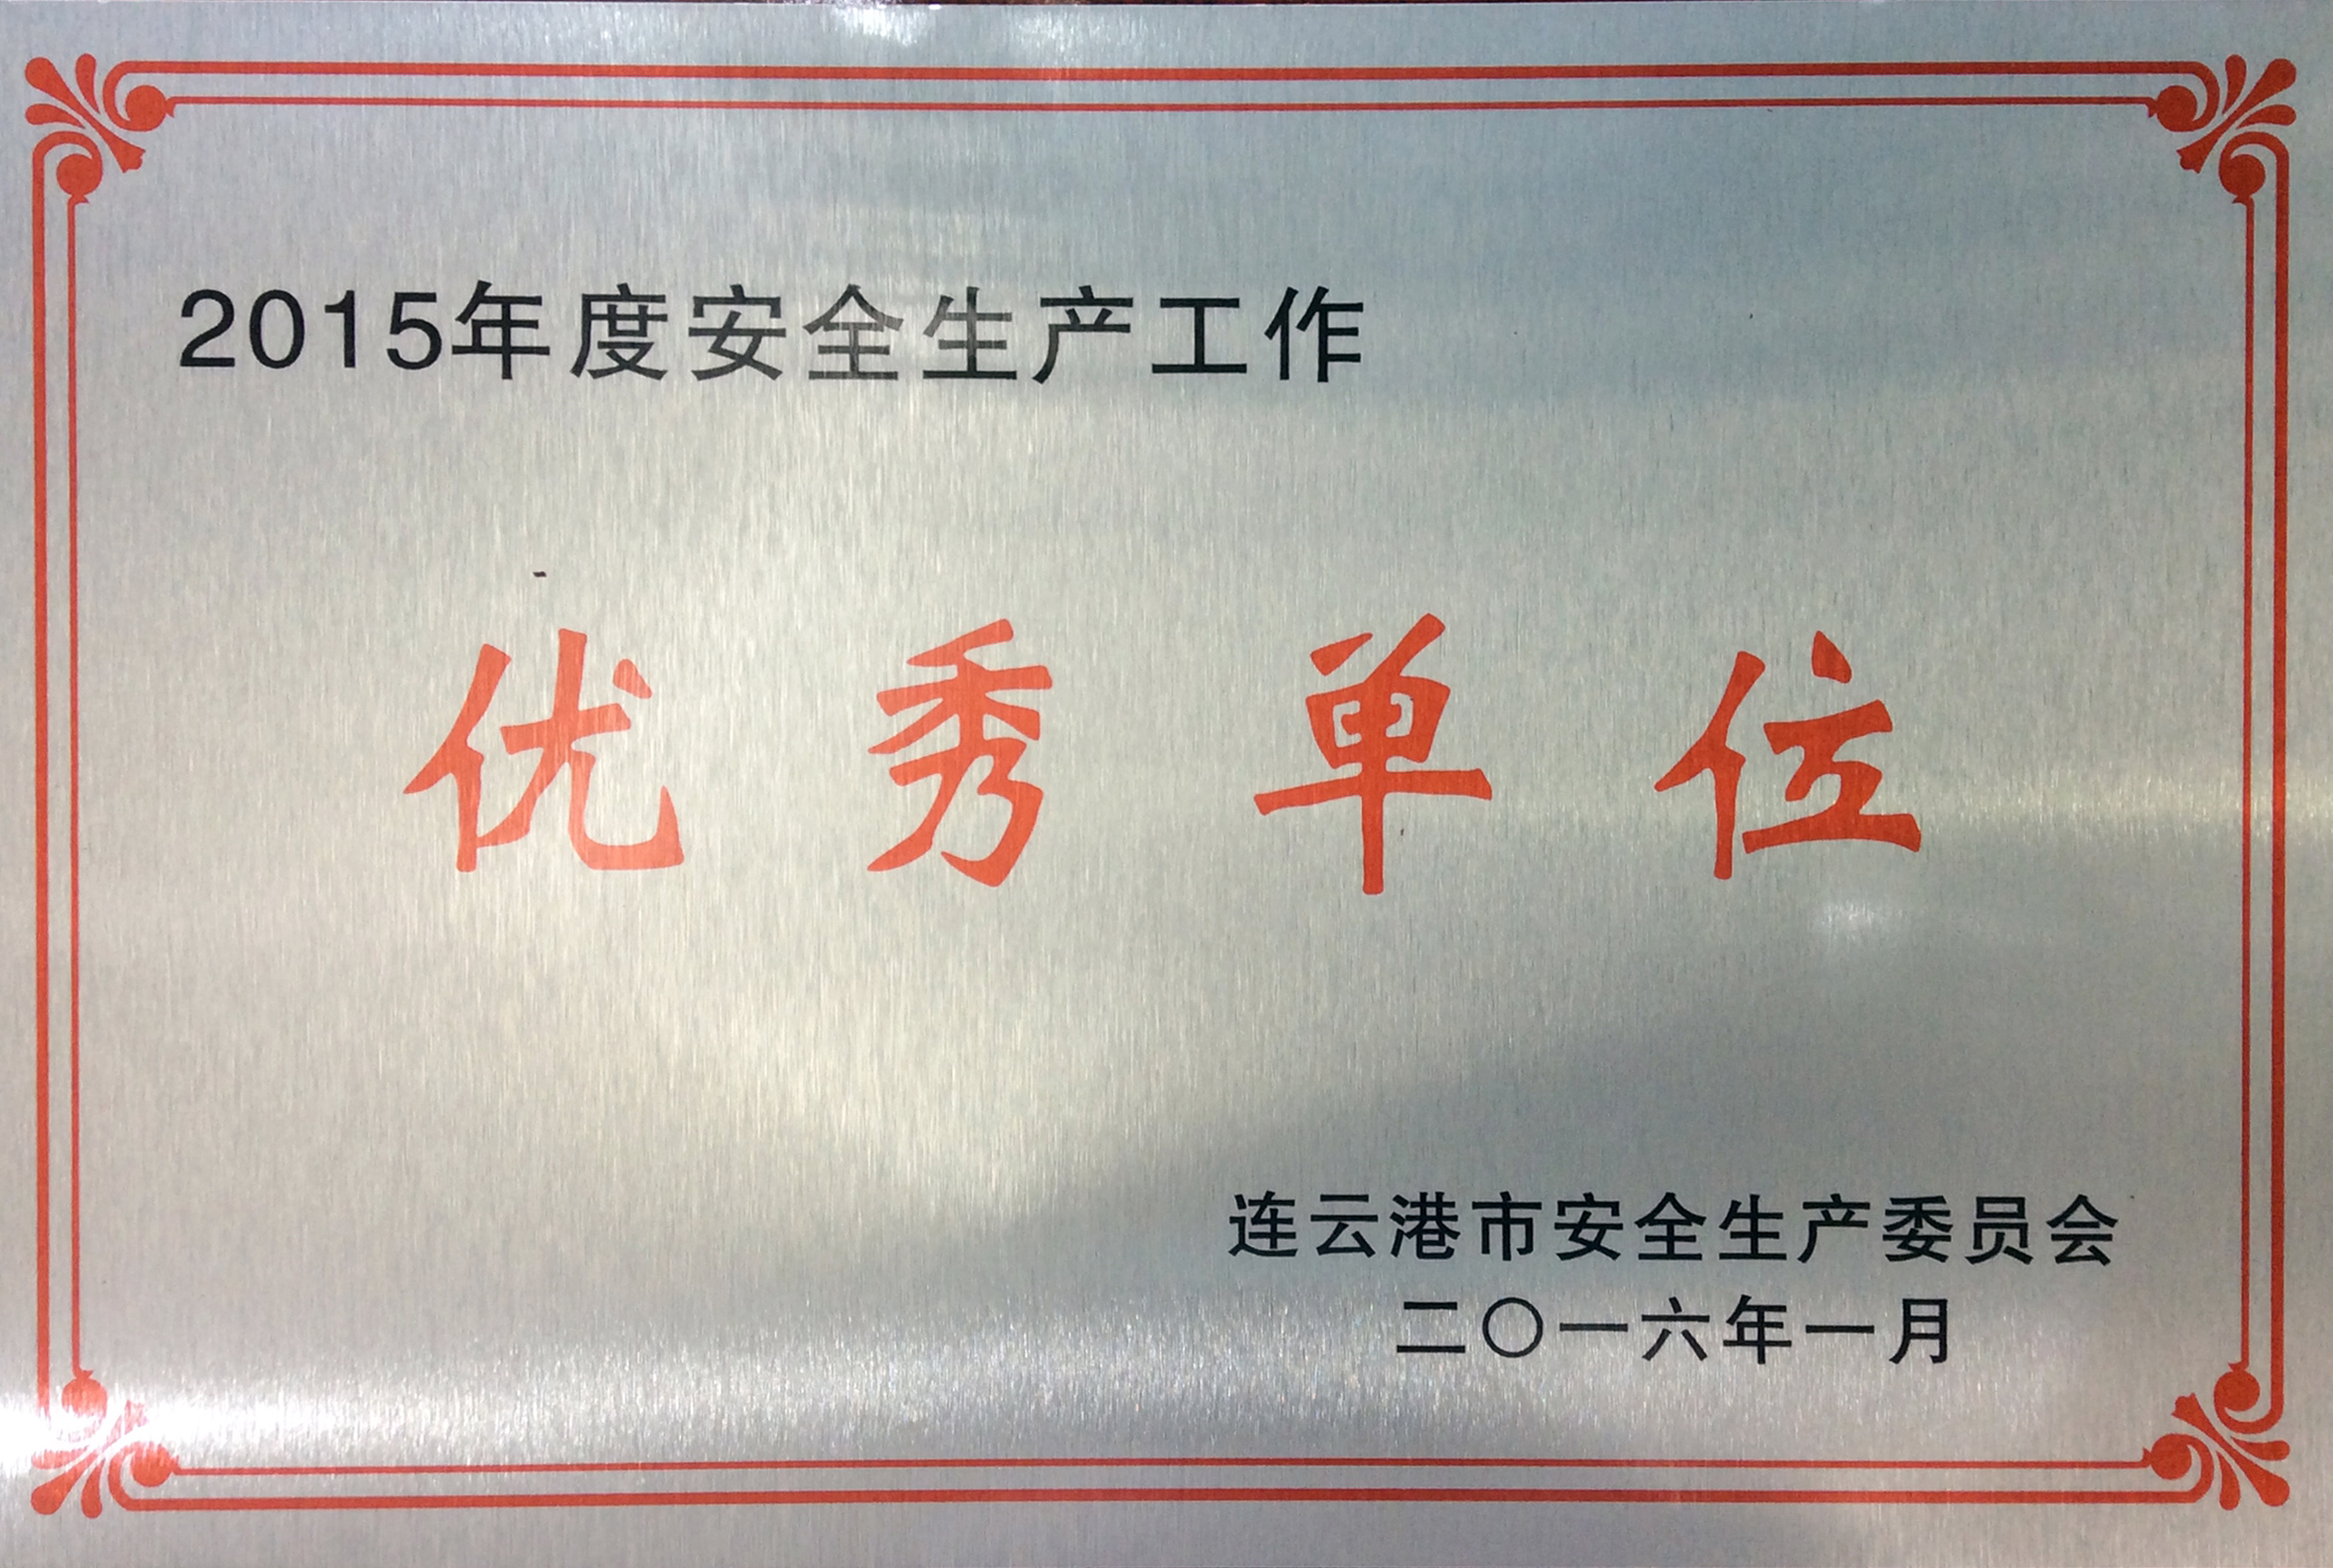 2015年度安全生产工作
优秀单位
连云港市安全生产委员会
二〇一六年一月